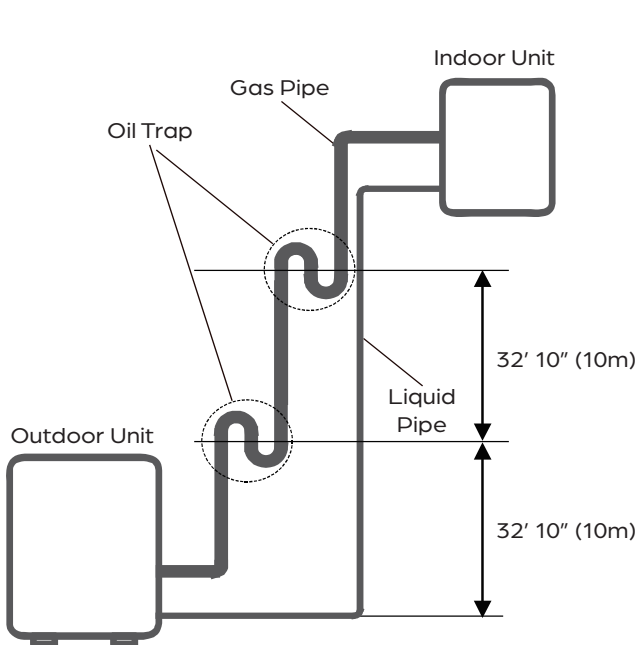 Indoor Unit
Gas Pipe
Oil Trap
32′ 10″ (10m)
Liquid
Pipe
Outdoor Unit
32′ 10″ (10m)